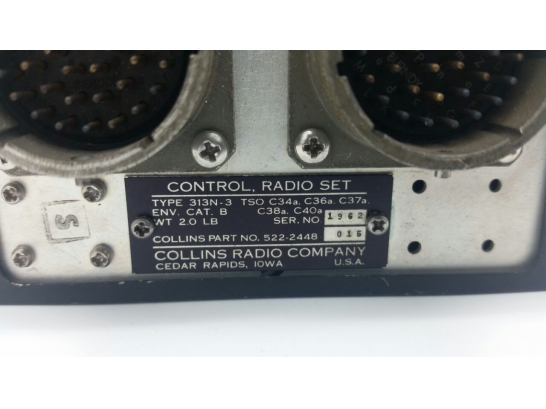 CONTROL, RADIO SET
TYPE 313N-3 TSO C34a, C36a, C37a,
ENV. CAT. B C38a, C40a
WT 2.0 LB SER. NO 1962
COLLINS PART NO. 522-2448 016
COLLINS RADIO COMPANY
CEDAR RAPIDS, IOWA U.S.A.
S